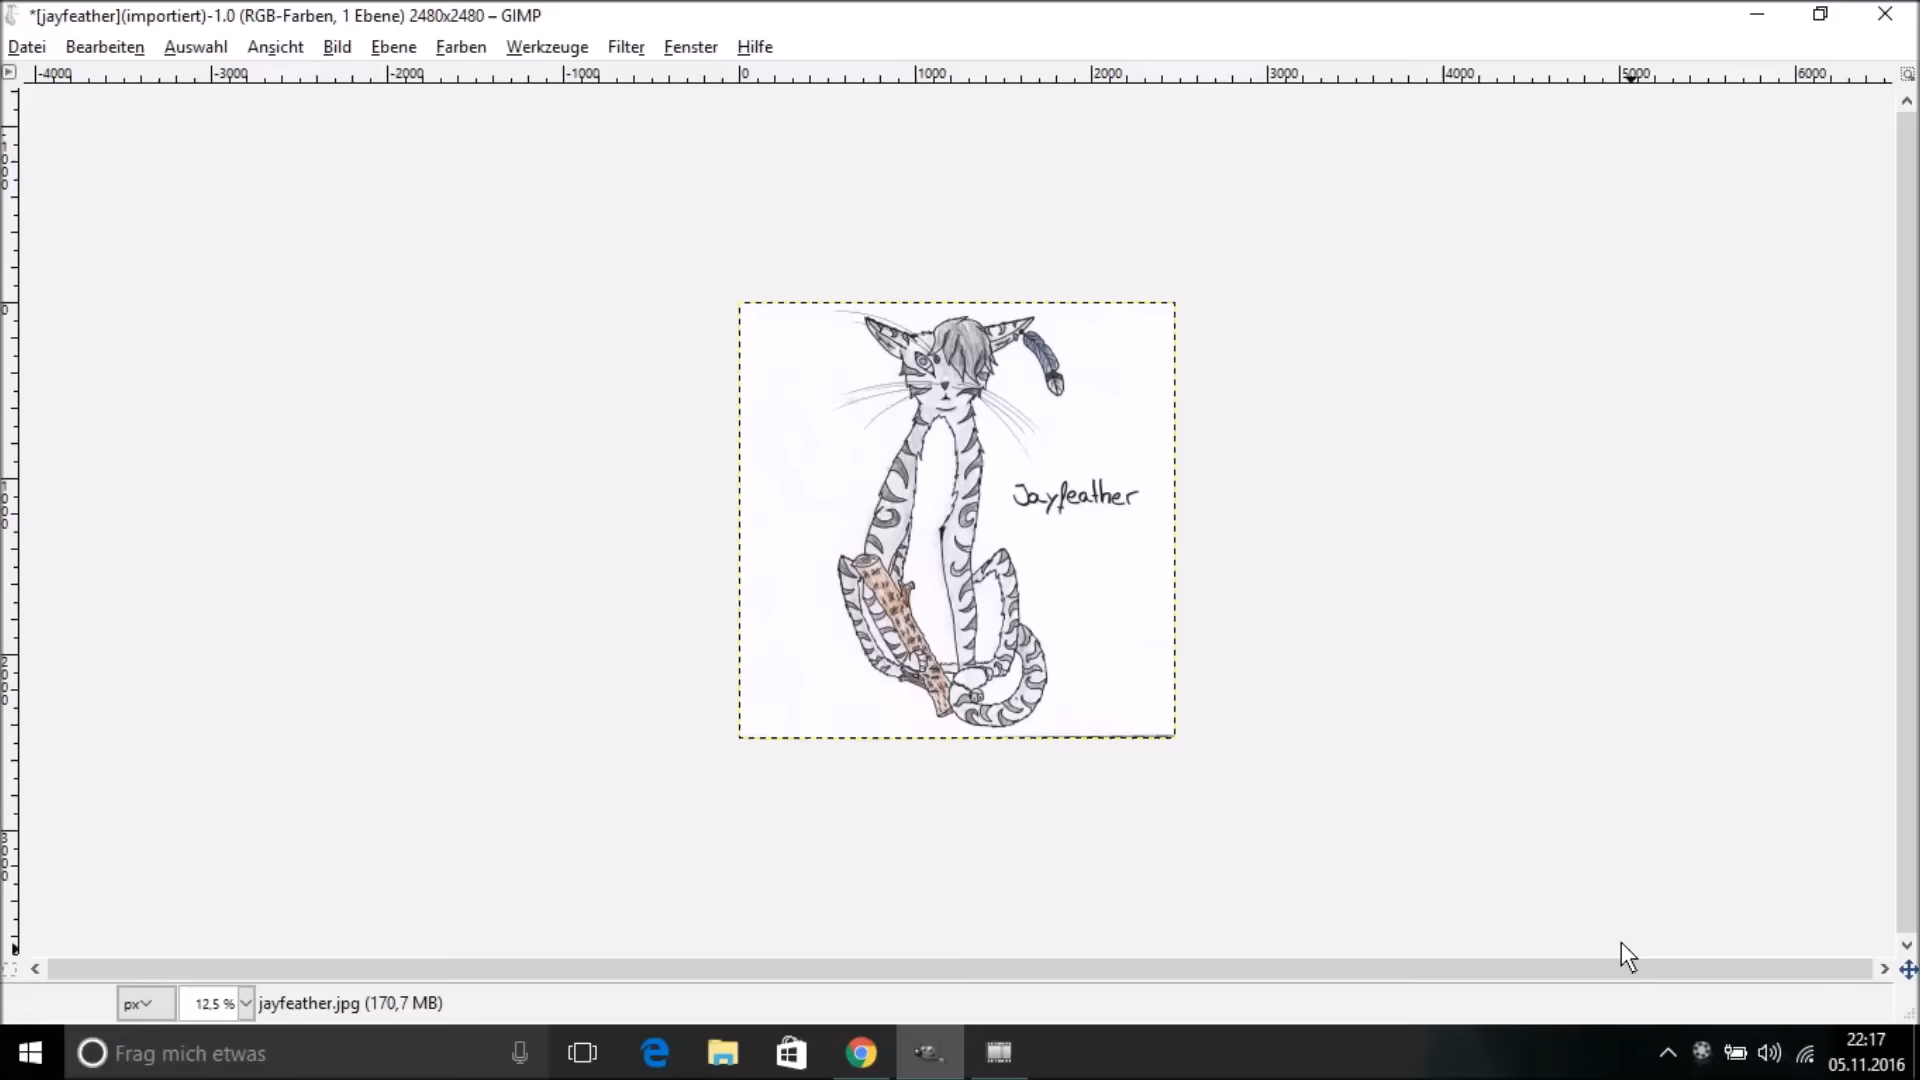 *[jayfeather](importiert)-1.0 (RGB-Farben, 1 Ebene) 2480x2480 – GIMP
Datei Bearbeiten Auswahl Ansicht Bild Ebene Farben Werkzeuge Filter Fenster Hilfe
-4000 -3000 -2000 -1000 0 1000 2000 3000 4000 5000 6000
Jayfeather
px 12,5 % jayfeather.jpg (170,7 MB)
Frag mich etwas
22:17
05.11.2016